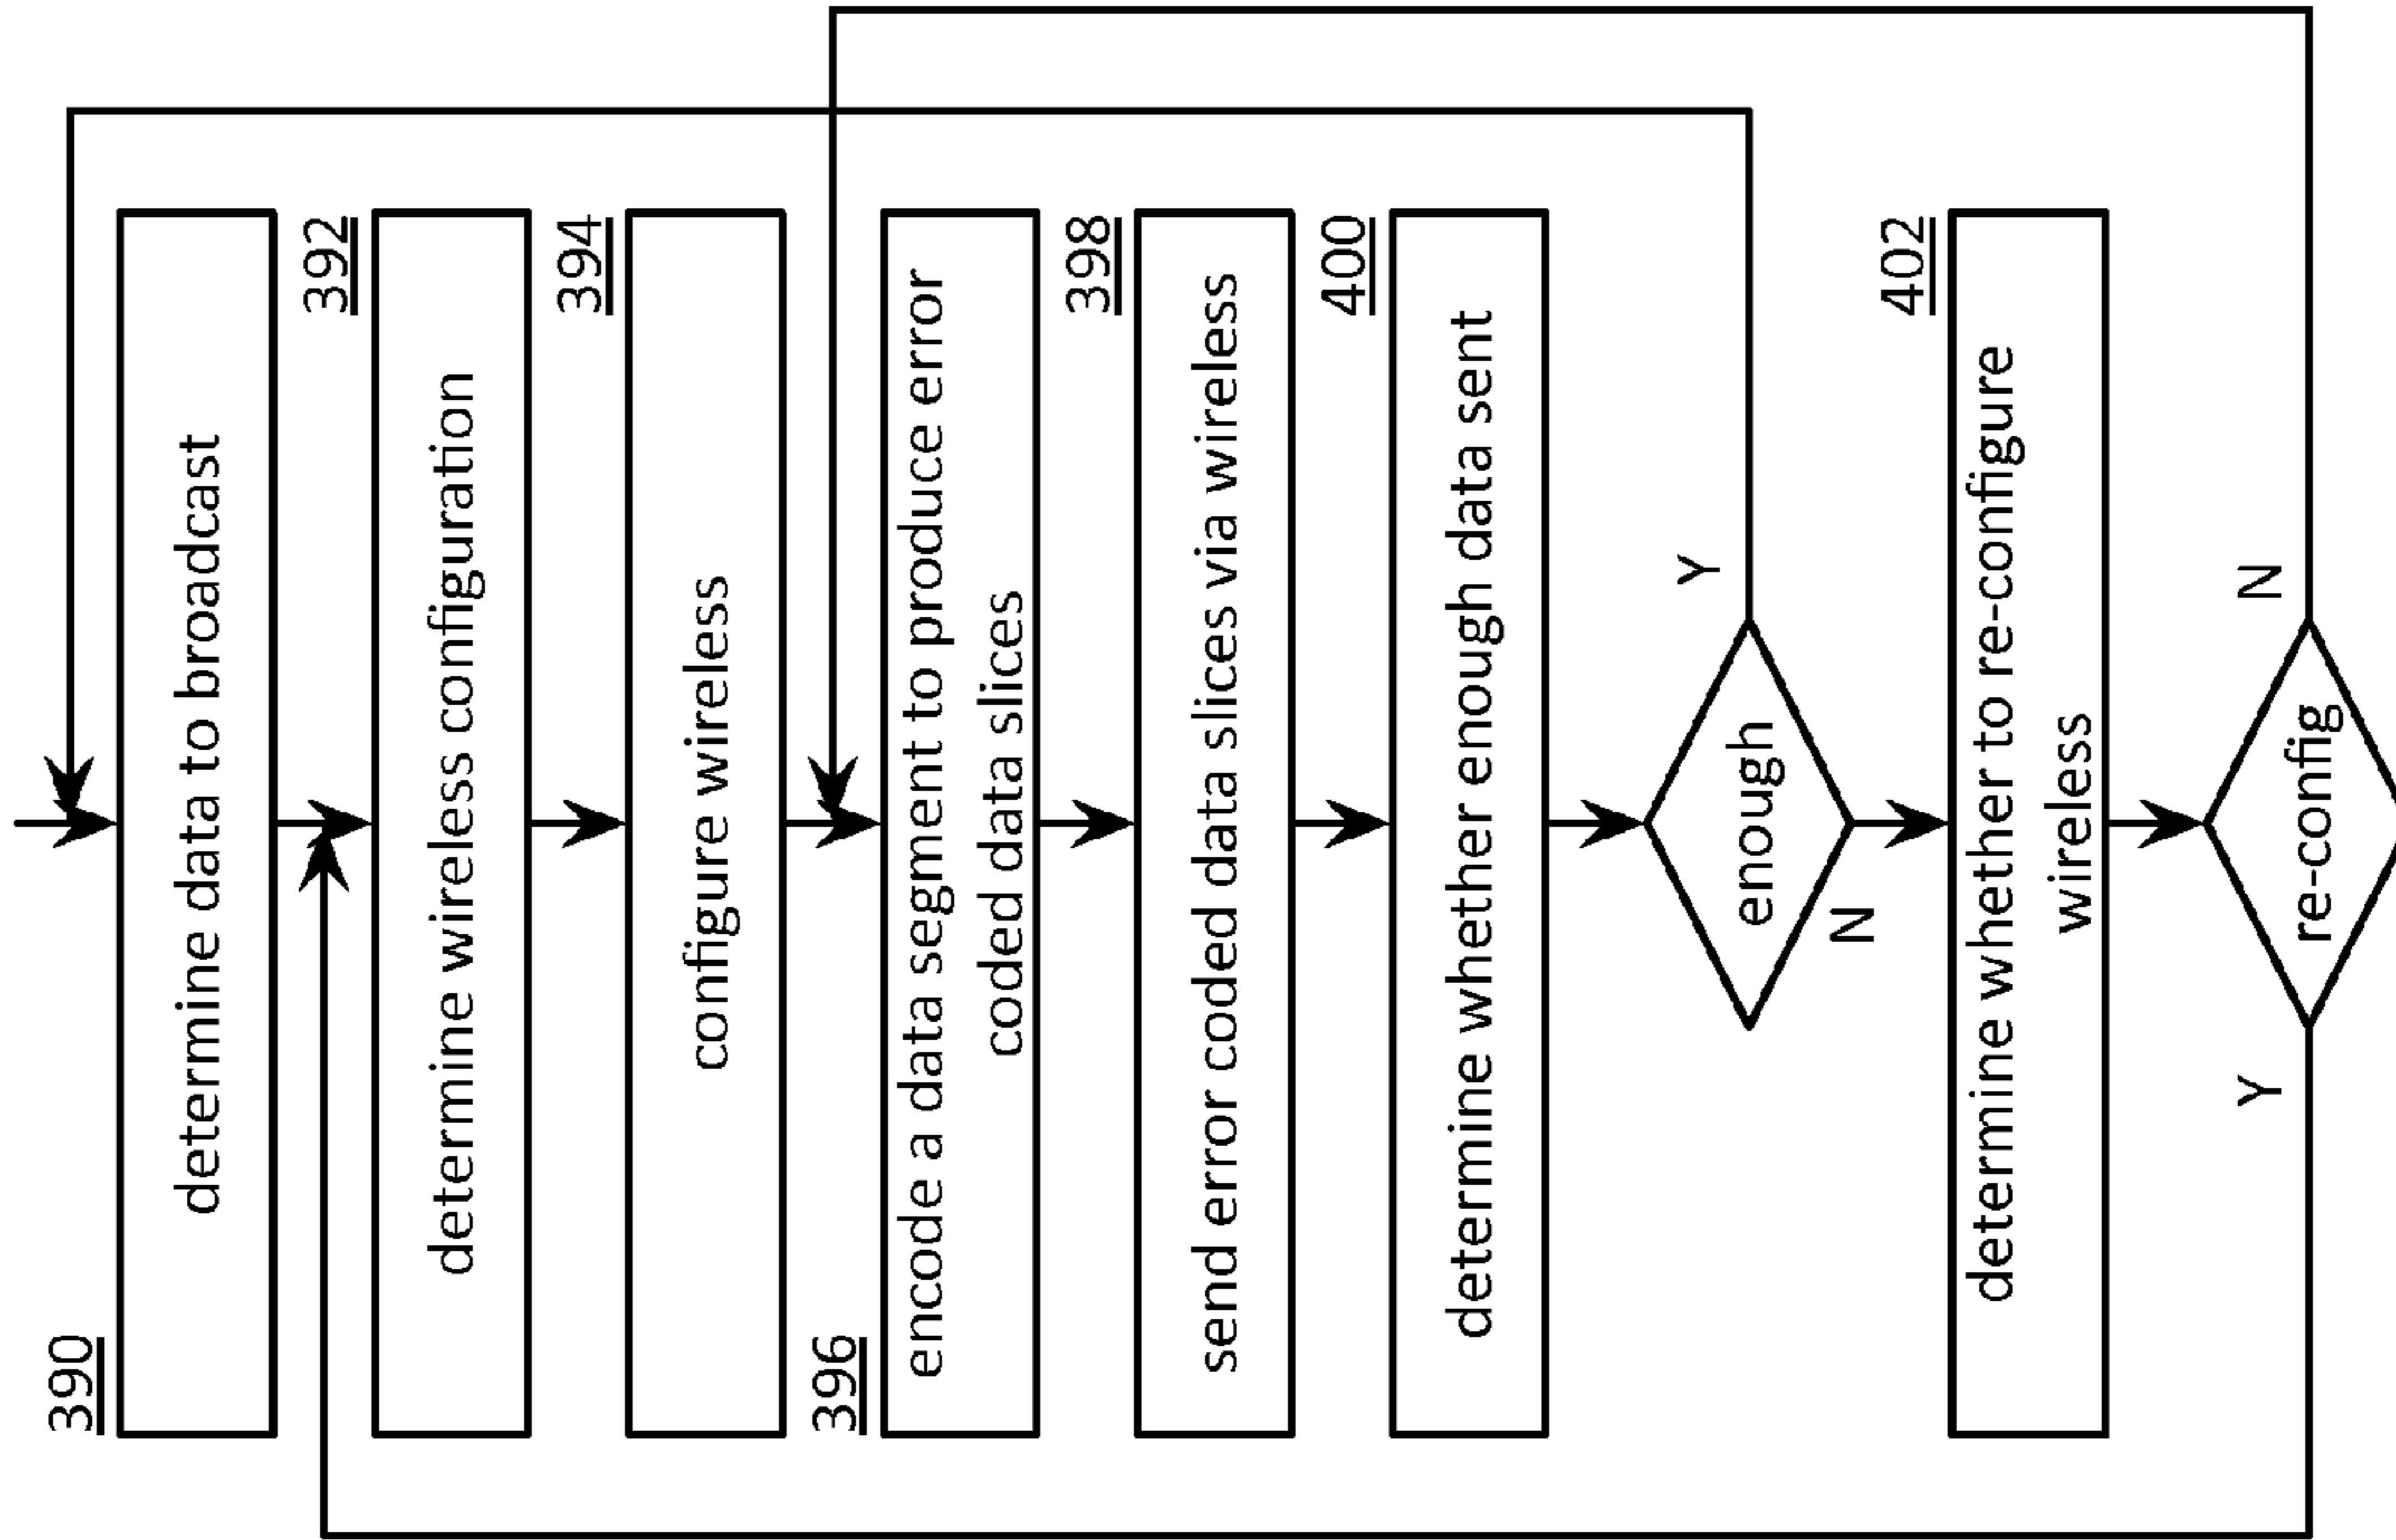 390
determine data to broadcast
392
determine wireless configuration
394
configure wireless
396
encode a data segment to produce error
coded data slices
398
send error coded data slices via wireless
400
determine whether enough data sent
enough
Y
N
402
determine whether to re-configure
wireless
re-config
Y
N